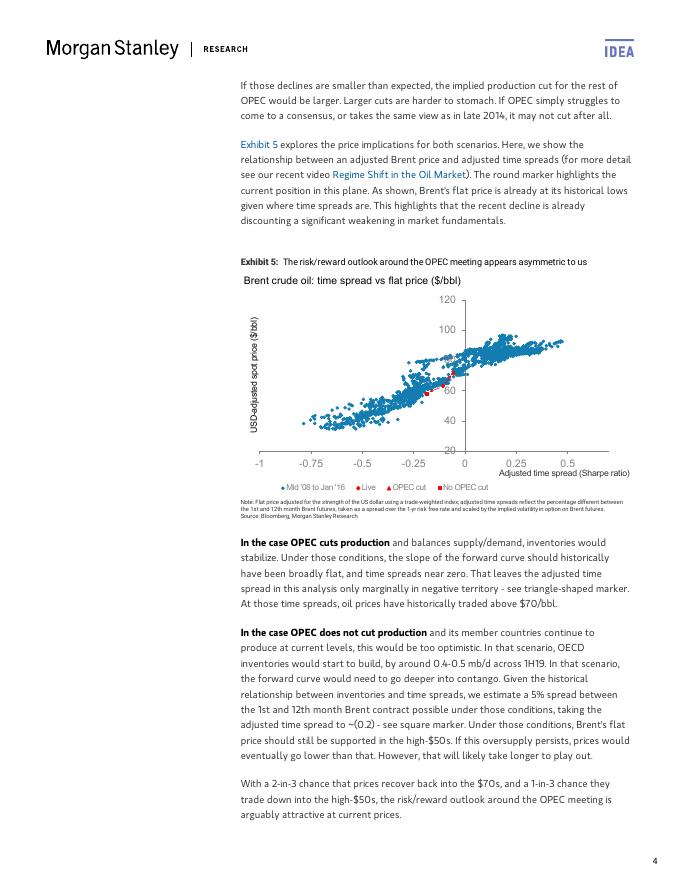 Morgan Stanley | RESEARCH
IDEA
If those declines are smaller than expected, the implied production cut for the rest of
OPEC would be larger. Larger cuts are harder to stomach. If OPEC simply struggles to
come to a consensus, or takes the same view as in late 2014, it may not cut after all.
Exhibit 5 explores the price implications for both scenarios. Here, we show the
relationship between an adjusted Brent price and adjusted time spreads (for more detail
see our recent video Regime Shift in the Oil Market). The round marker highlights the
current position in this plane. As shown, Brent's flat price is already at its historical lows
given where time spreads are. This highlights that the recent decline is already
discounting a significant weakening in market fundamentals.
Exhibit 5: The risk/reward outlook around the OPEC meeting appears asymmetric to us
Brent crude oil: time spread vs flat price ($/bbl)
USD-adjusted spot price ($/bbl)
120
100
80
60
40
20
-1 -0.75 -0.5 -0.25 0 0.25 0.5
Adjusted time spread (Sharpe ratio)
Mid '08 to Jan '16 Live OPEC cut No OPEC cut
Note: Flat price adjusted for the strength of the US dollar using a trade-weighted index; adjusted time spreads reflect the percentage different between
the 1st and 12th month Brent futures, taken as a spread over the 1-yr risk free rate and scaled by the implied volatility in option on Brent futures.
Source: Bloomberg, Morgan Stanley Research
In the case OPEC cuts production and balances supply/demand, inventories would
stabilize. Under those conditions, the slope of the forward curve should historically
have been broadly flat, and time spreads near zero. That leaves the adjusted time
spread in this analysis only marginally in negative territory - see triangle-shaped marker.
At those time spreads, oil prices have historically traded above $70/bbl.
In the case OPEC does not cut production and its member countries continue to
produce at current levels, this would be too optimistic. In that scenario, OECD
inventories would start to build, by around 0.4-0.5 mb/d across 1H19. In that scenario,
the forward curve would need to go deeper into contango. Given the historical
relationship between inventories and time spreads, we estimate a 5% spread between
the 1st and 12th month Brent contract possible under those conditions, taking the
adjusted time spread to ~(0.2) - see square marker. Under those conditions, Brent's flat
price should still be supported in the high-$50s. If this oversupply persists, prices would
eventually go lower than that. However, that will likely take longer to play out.
With a 2-in-3 chance that prices recover back into the $70s, and a 1-in-3 chance they
trade down into the high-$50s, the risk/reward outlook around the OPEC meeting is
arguably attractive at current prices.
4